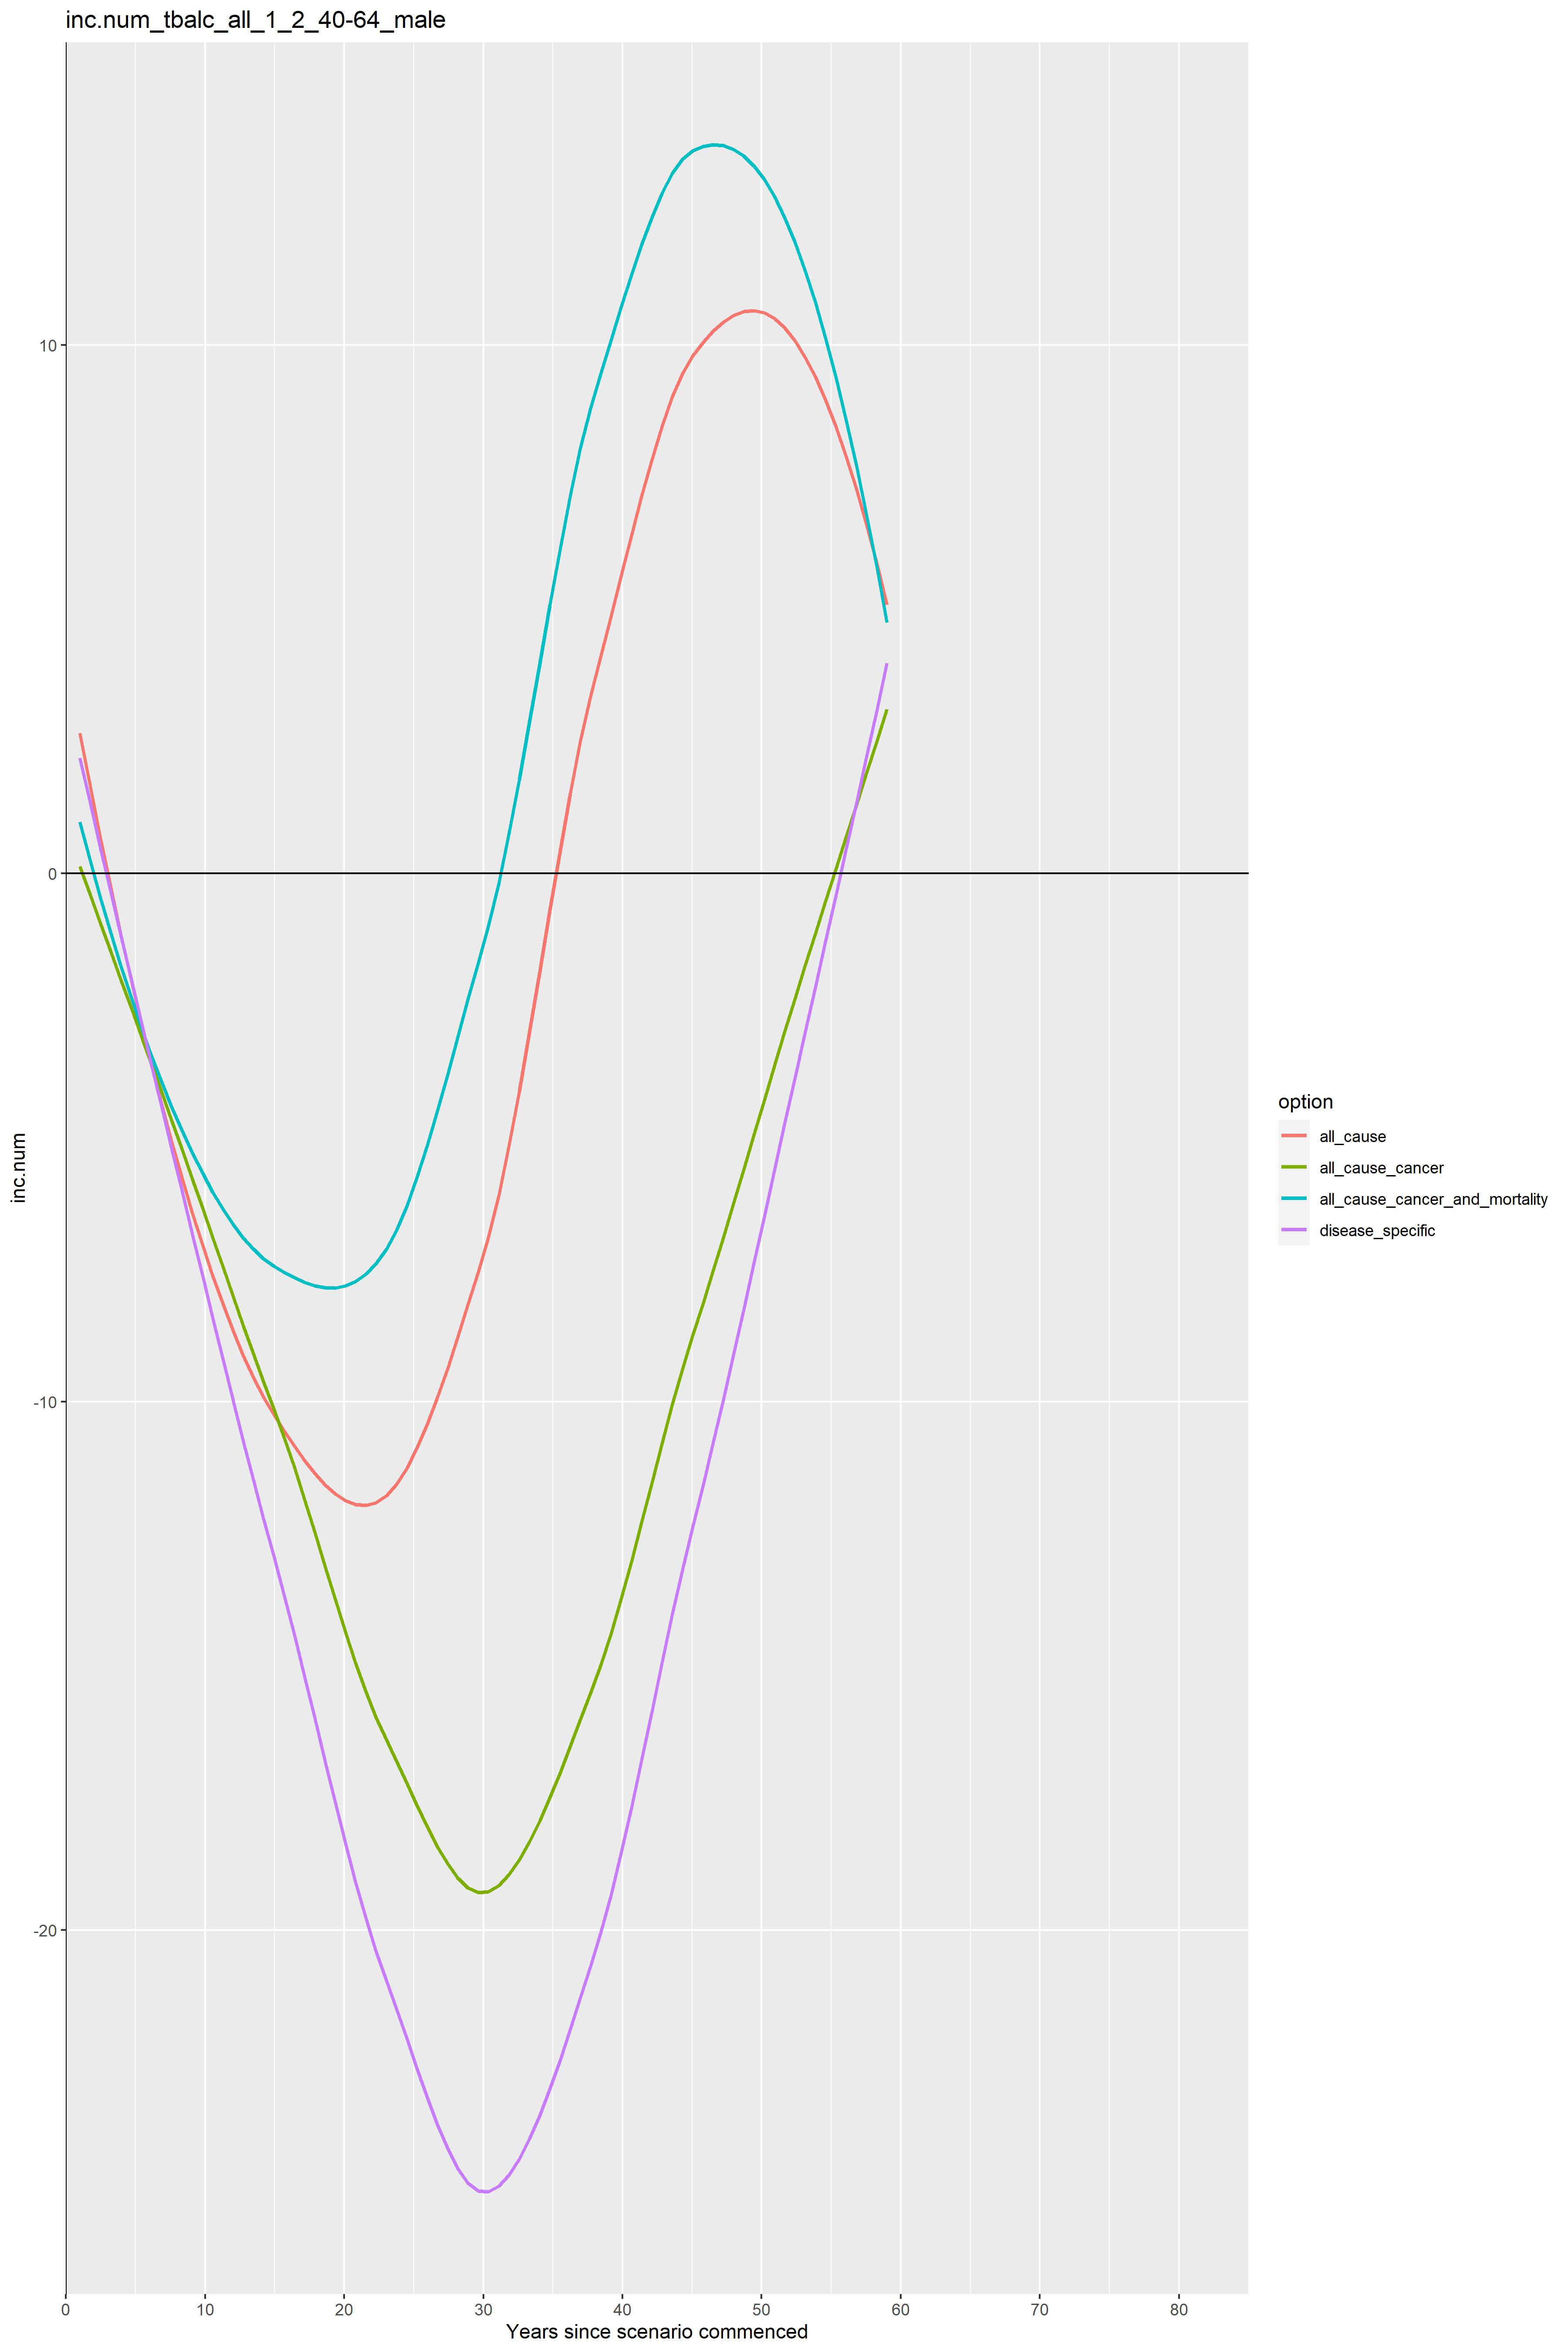 inc.num_tbalc_all_1_2_40-64_male
10
0
-10
-20
inc.num
0 10 20 30 40 50 60 70 80
Years since scenario commenced
option
all_cause
all_cause_cancer
all_cause_cancer_and_mortality
disease_specific